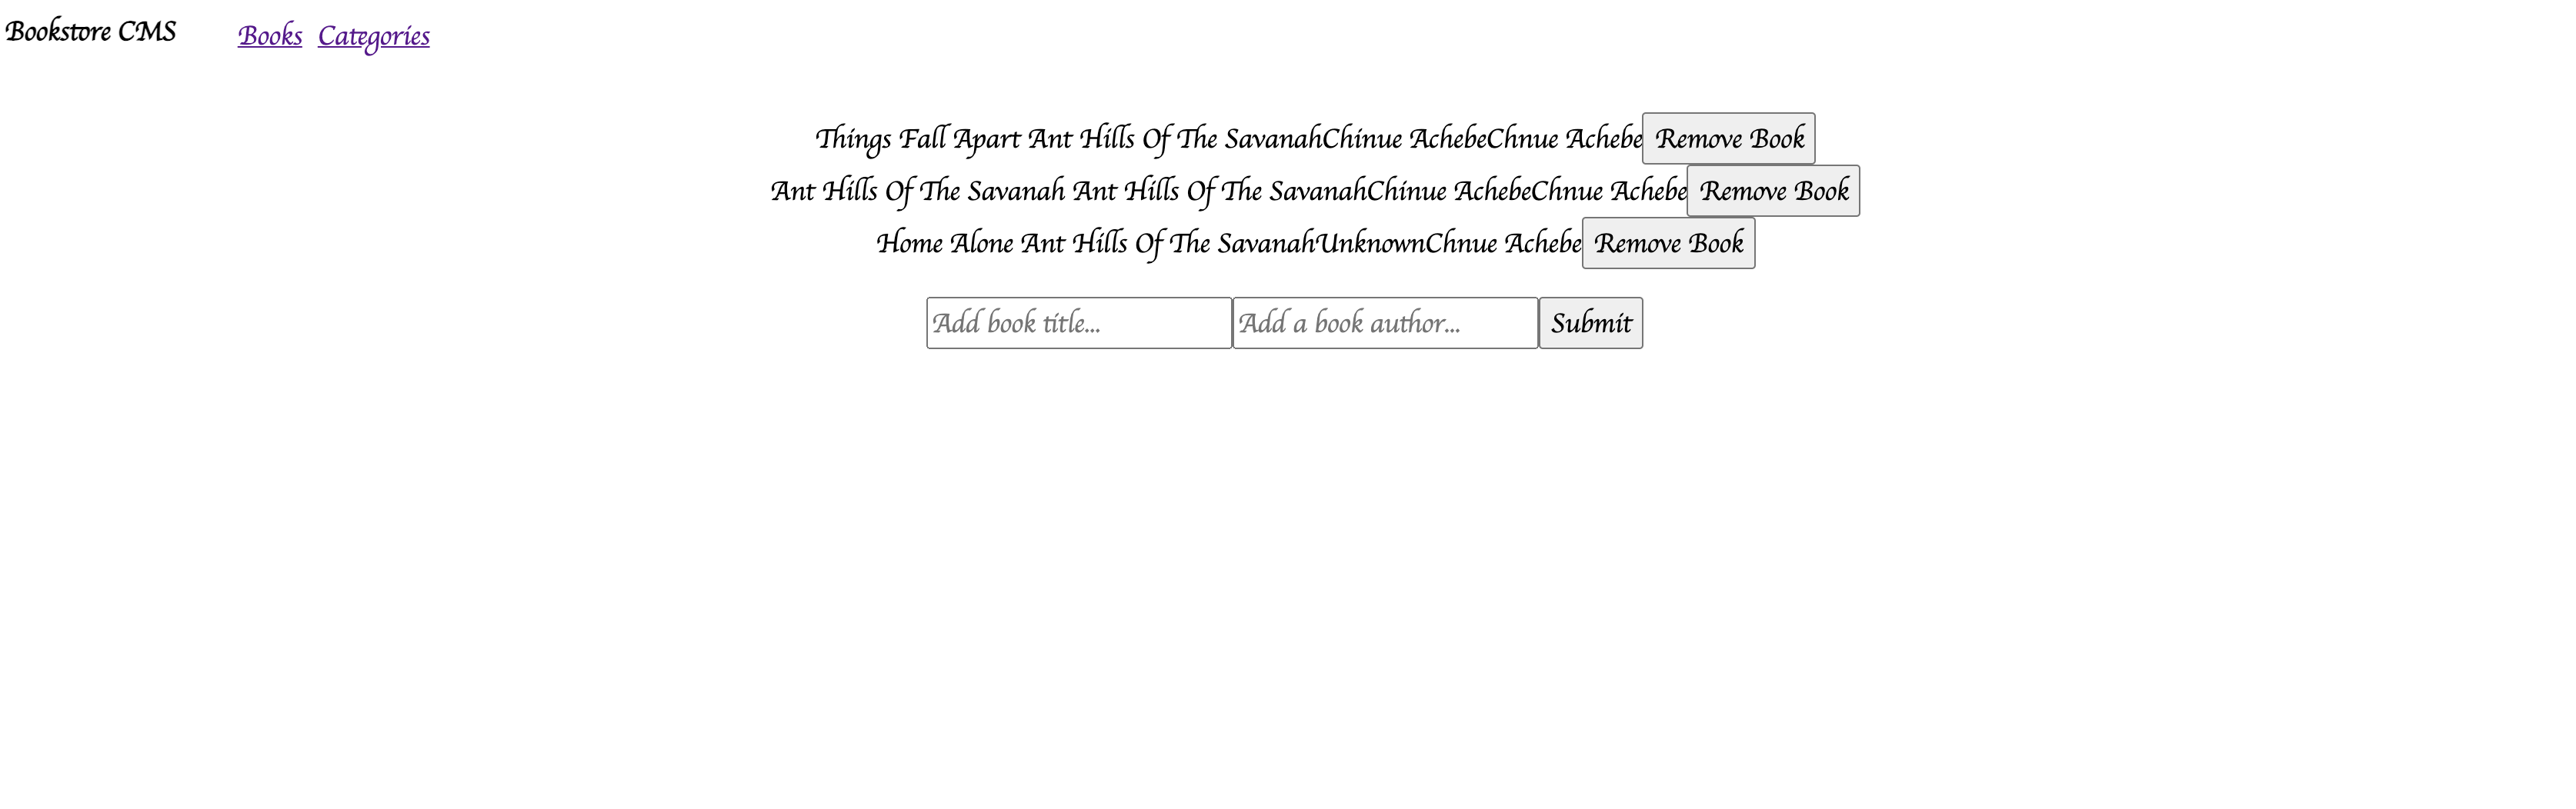 Bookstore CMS Books Categories
Things Fall Apart Ant Hills Of The SavanahChinue AchebeChnue Achebe Remove Book
Ant Hills Of The Savanah Ant Hills Of The SavanahChinue AchebeChnue Achebe Remove Book
Home Alone Ant Hills Of The SavanahUnknownChnue Achebe Remove Book
Add book title... Add a book author... Submit